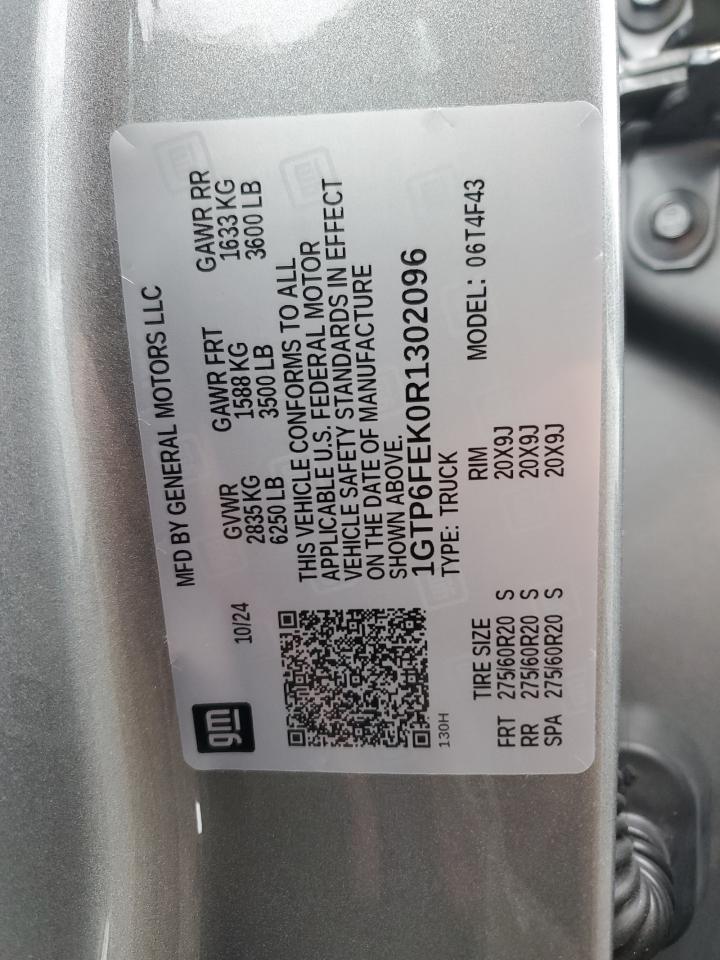 gm
MFD BY GENERAL MOTORS LLC
10/24
GVWR GAWR FRT GAWR RR
2835 KG 1588 KG 1633 KG
6250 LB 3500 LB 3600 LB
THIS VEHICLE CONFORMS TO ALL
APPLICABLE U.S. FEDERAL MOTOR
VEHICLE SAFETY STANDARDS IN EFFECT
ON THE DATE OF MANUFACTURE
SHOWN ABOVE.
1GTP6FEK0R1302096
130H
TYPE: TRUCK
TIRE SIZE RIM MODEL: 06T4F43
FRT 275/60R20 S 20X9J
RR 275/60R20 S 20X9J
SPA 275/60R20 S 20X9J